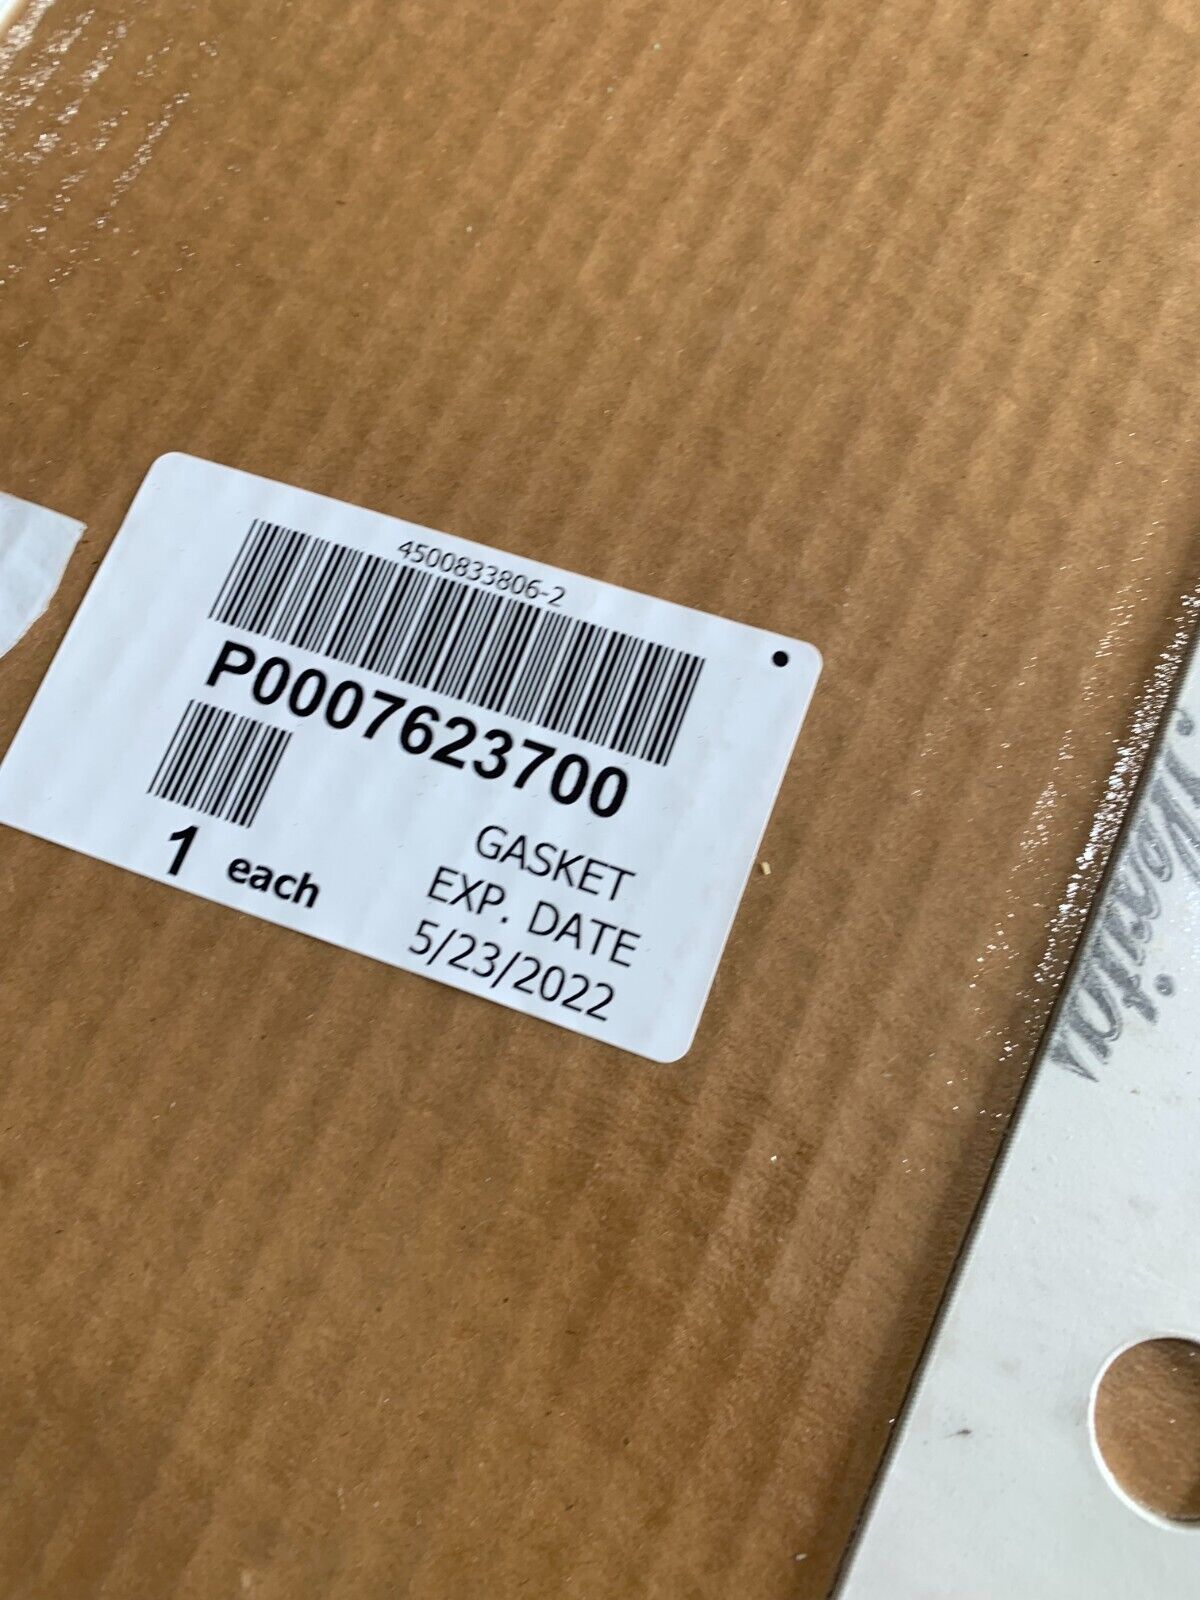 4500833806-2
P0007623700
1 each
GASKET
EXP. DATE
5/23/2022